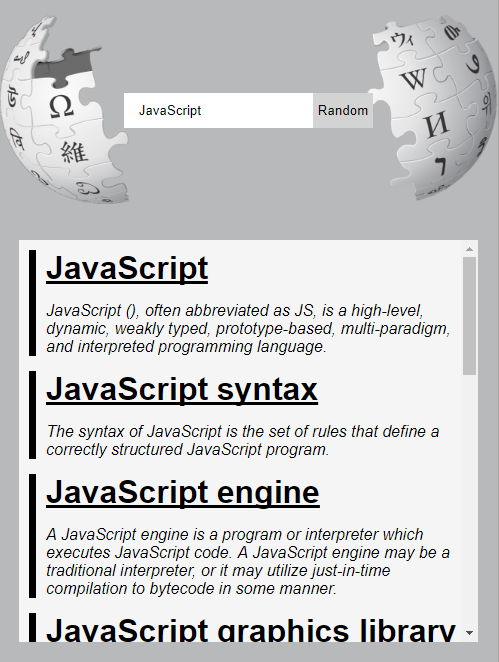 Ω
維
W
И
JavaScript
Random
JavaScript
JavaScript (), often abbreviated as JS, is a high-level,
dynamic, weakly typed, prototype-based, multi-paradigm,
and interpreted programming language.
JavaScript syntax
The syntax of JavaScript is the set of rules that define a
correctly structured JavaScript program.
JavaScript engine
A JavaScript engine is a program or interpreter which
executes JavaScript code. A JavaScript engine may be a
traditional interpreter, or it may utilize just-in-time
compilation to bytecode in some manner.
JavaScript graphics library